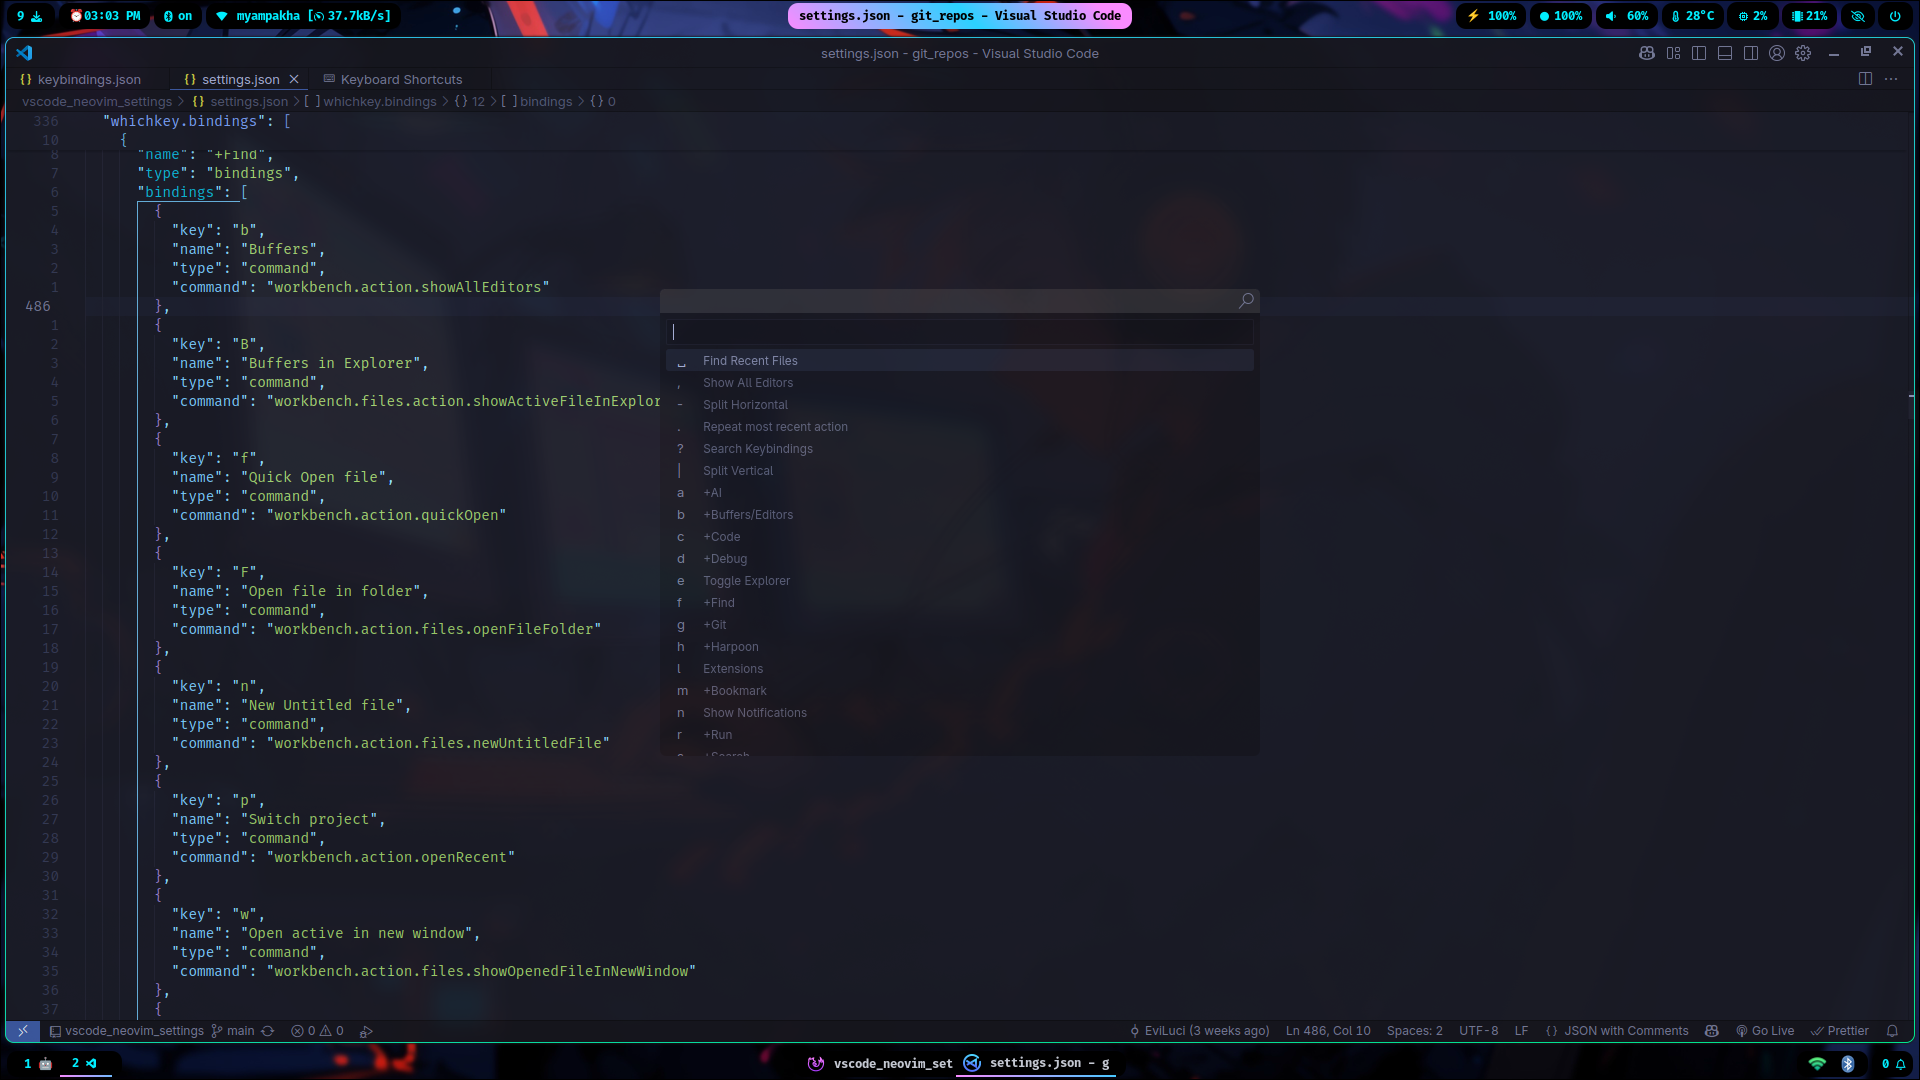 9
03:03 PM
on
myampakha [ 37.7kB/s]
settings.json - git_repos - Visual Studio Code
⚡ 100%
100%
60%
28°C
2%
21%
settings.json - git_repos - Visual Studio Code
{} keybindings.json
{} settings.json
Keyboard Shortcuts
vscode_neovim_settings > {} settings.json > [ ] whichkey.bindings > {} 12 > [ ] bindings > {} 0
336 "whichkey.bindings": [
10 {
8 "name": "+Find",
7 "type": "bindings",
6 "bindings": [
5 {
4 "key": "b",
3 "name": "Buffers",
2 "type": "command",
1 "command": "workbench.action.showAllEditors"
486 },
1 {
2 "key": "B",
3 "name": "Buffers in Explorer",
4 "type": "command",
5 "command": "workbench.files.action.showActiveFileInExplor
6 },
7 {
8 "key": "f",
9 "name": "Quick Open file",
10 "type": "command",
11 "command": "workbench.action.quickOpen"
12 },
13 {
14 "key": "F",
15 "name": "Open file in folder",
16 "type": "command",
17 "command": "workbench.action.files.openFileFolder"
18 },
19 {
20 "key": "n",
21 "name": "New Untitled file",
22 "type": "command",
23 "command": "workbench.action.files.newUntitledFile"
24 },
25 {
26 "key": "p",
27 "name": "Switch project",
28 "type": "command",
29 "command": "workbench.action.openRecent"
30 },
31 {
32 "key": "w",
33 "name": "Open active in new window",
34 "type": "command",
35 "command": "workbench.action.files.showOpenedFileInNewWindow"
36 },
37 {
␣ Find Recent Files
, Show All Editors
- Split Horizontal
. Repeat most recent action
? Search Keybindings
| Split Vertical
a +AI
b +Buffers/Editors
c +Code
d +Debug
e Toggle Explorer
f +Find
g +Git
h +Harpoon
l Extensions
m +Bookmark
n Show Notifications
r +Run
s +Search
vscode_neovim_settings
main
0
0
EviLuci (3 weeks ago)
Ln 486, Col 10
Spaces: 2
UTF-8
LF
{} JSON with Comments
Go Live
Prettier
1
2
vscode_neovim_set
settings.json - g
0